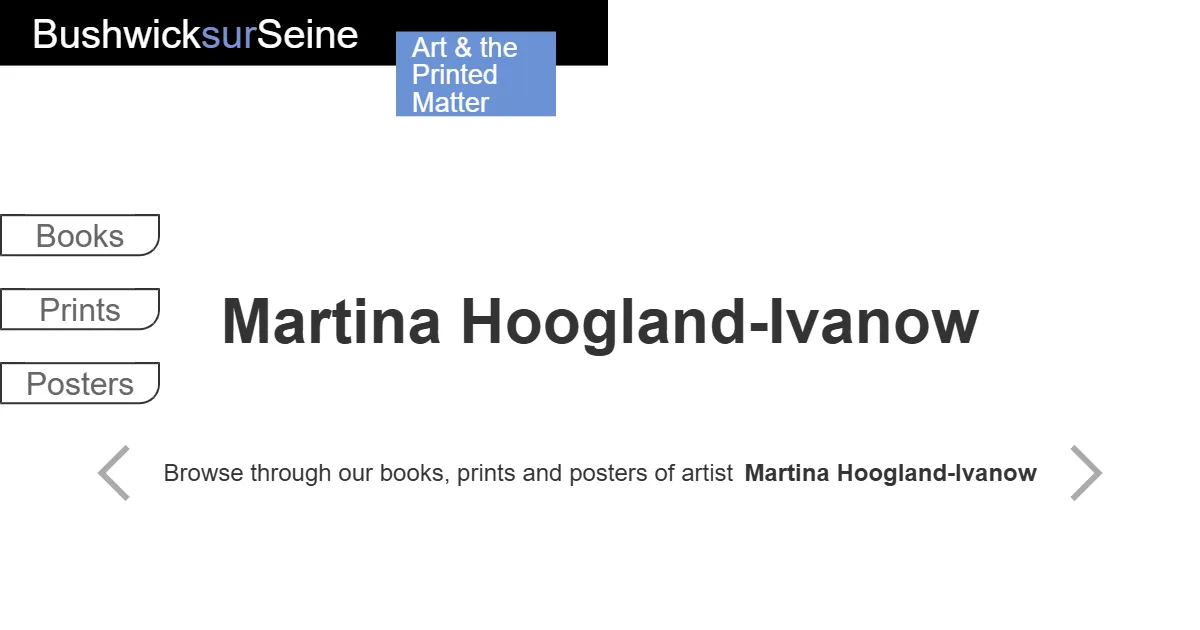 BushwicksurSeine
Art & the
Printed
Matter
Books
Prints
Posters
Martina Hoogland-Ivanow
Browse through our books, prints and posters of artist Martina Hoogland-Ivanow